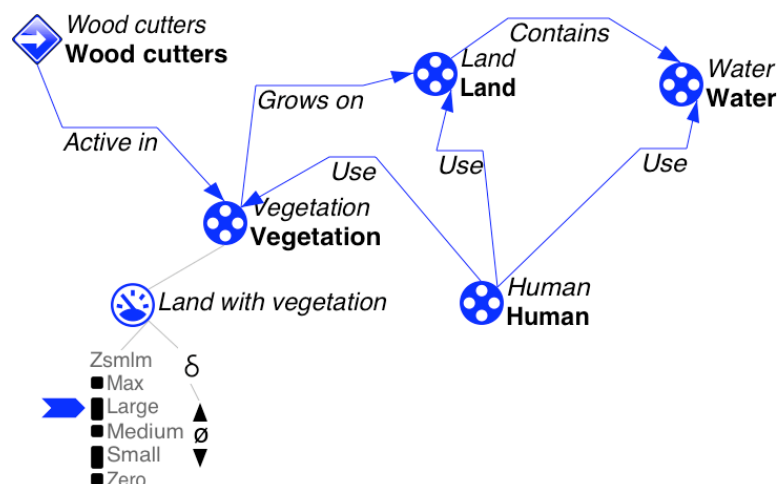 Wood cutters
Wood cutters
Land
Land
Contains
Water
Water
Grows on
Active in
Use
Use
Use
Vegetation
Vegetation
Land with vegetation
Human
Human
Zsmlm
δ
Max
Large
Medium
ø
Small
Zero